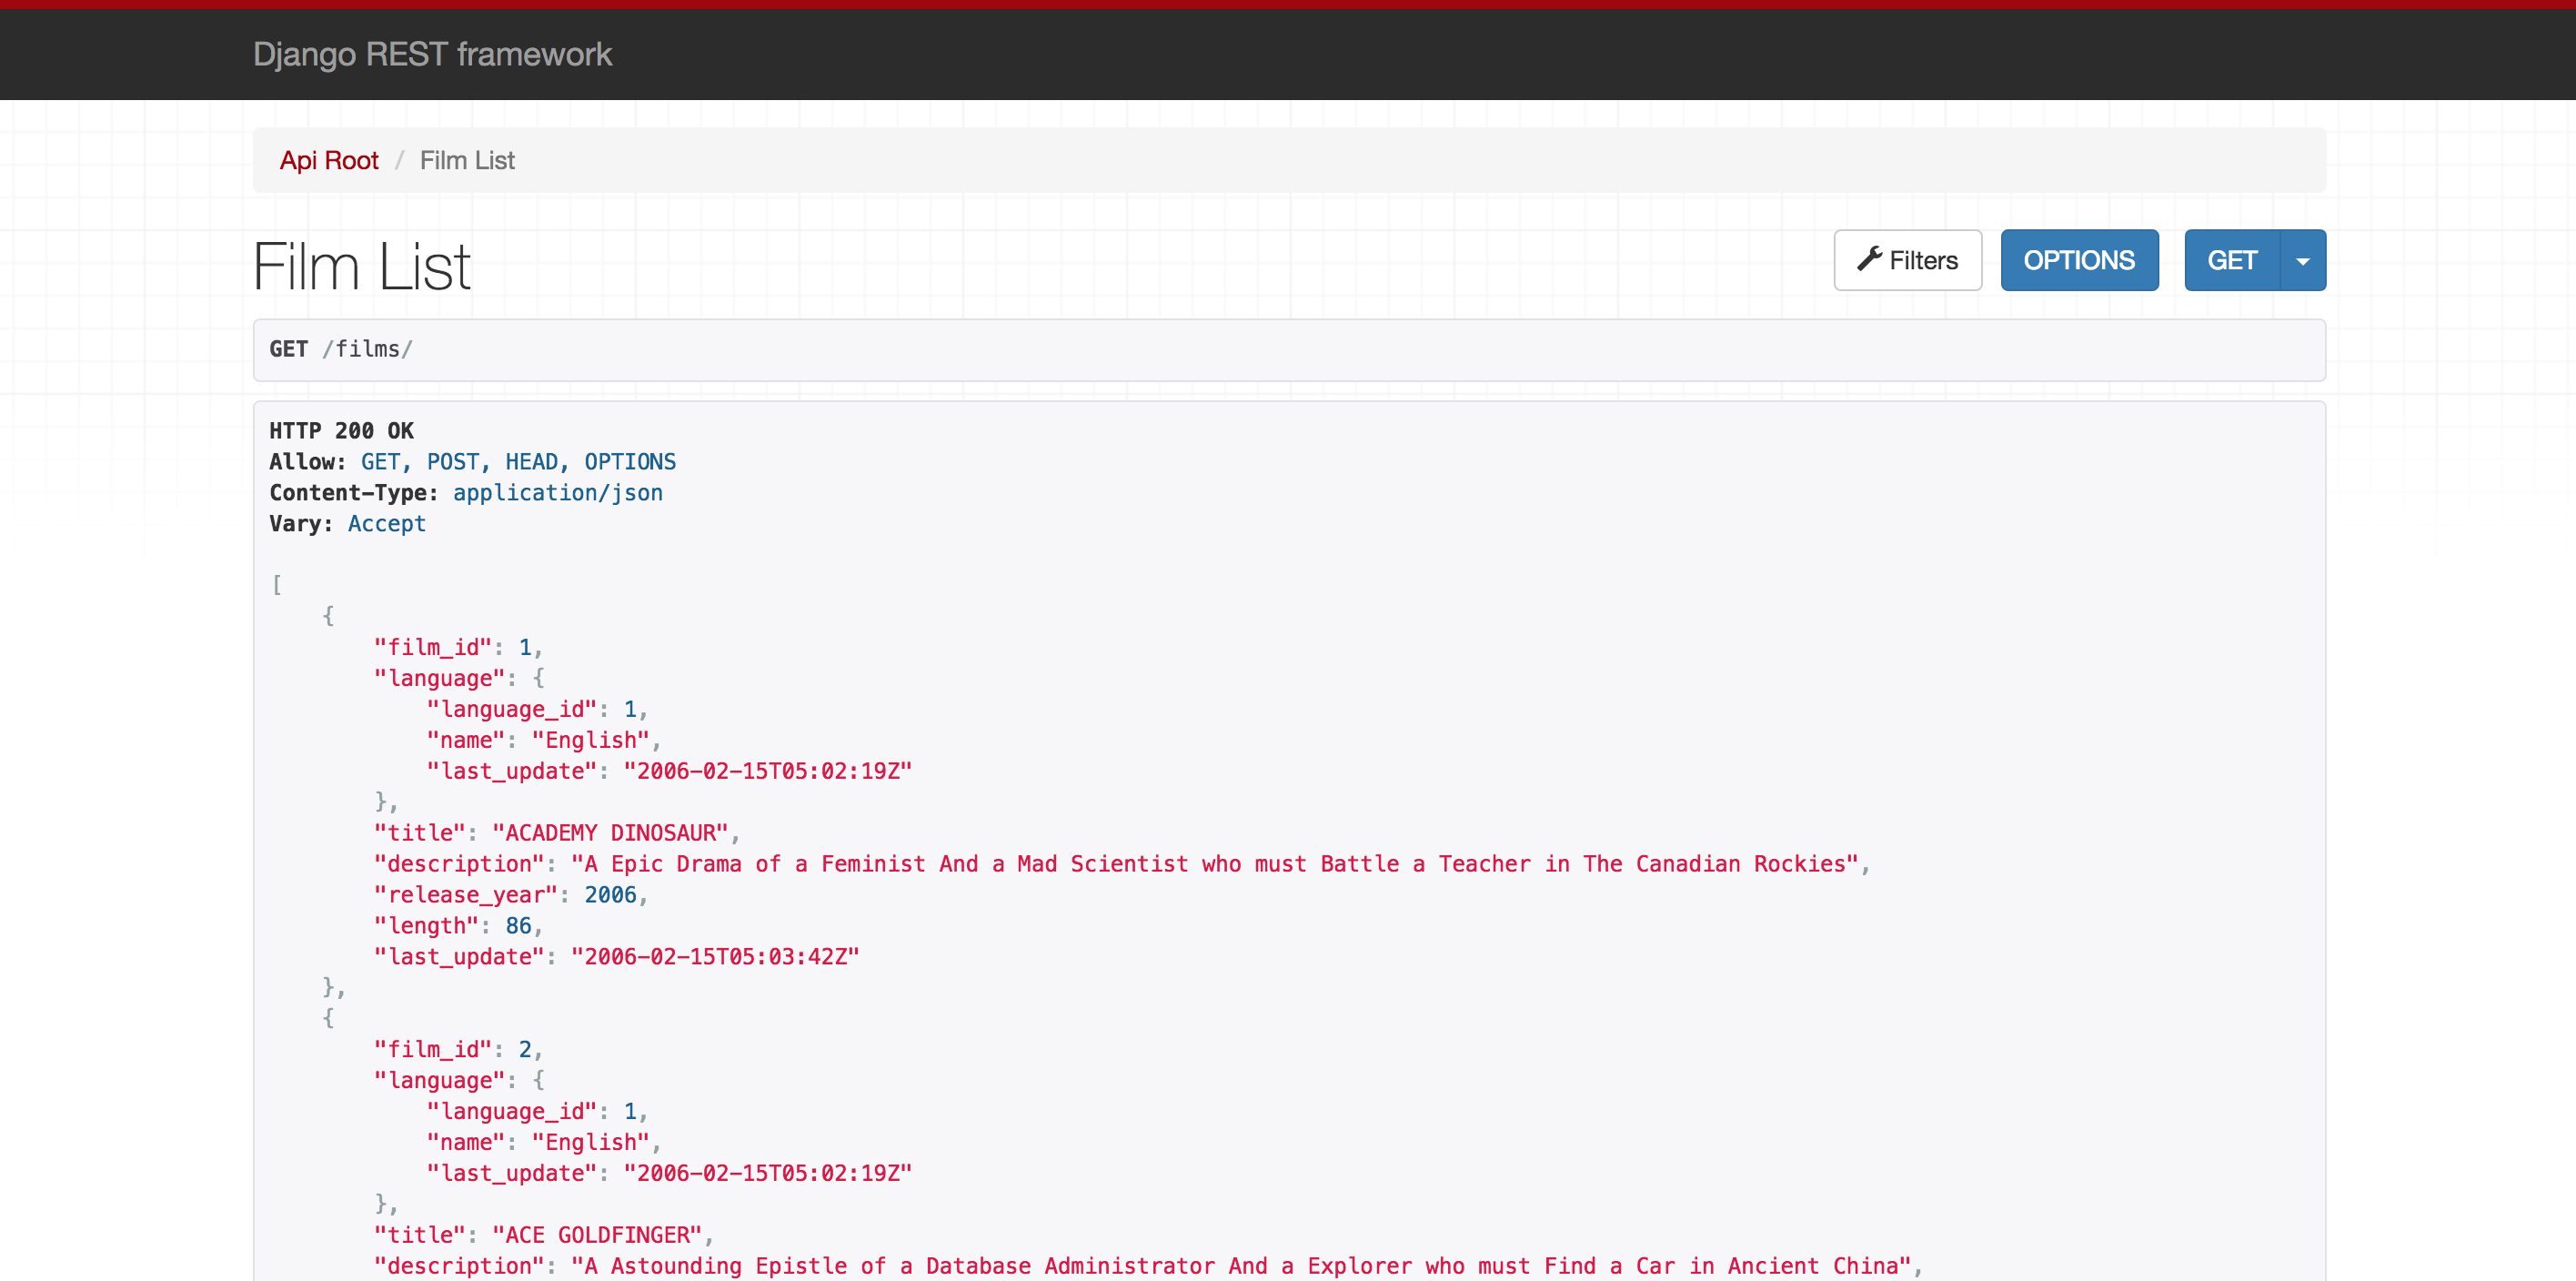 Django REST framework
Api Root / Film List
Film List
Filters
OPTIONS
GET
GET /films/
HTTP 200 OK
Allow: GET, POST, HEAD, OPTIONS
Content-Type: application/json
Vary: Accept
[
    {
        "film_id": 1,
        "language": {
            "language_id": 1,
            "name": "English",
            "last_update": "2006-02-15T05:02:19Z"
        },
        "title": "ACADEMY DINOSAUR",
        "description": "A Epic Drama of a Feminist And a Mad Scientist who must Battle a Teacher in The Canadian Rockies",
        "release_year": 2006,
        "length": 86,
        "last_update": "2006-02-15T05:03:42Z"
    },
    {
        "film_id": 2,
        "language": {
            "language_id": 1,
            "name": "English",
            "last_update": "2006-02-15T05:02:19Z"
        },
        "title": "ACE GOLDFINGER",
        "description": "A Astounding Epistle of a Database Administrator And a Explorer who must Find a Car in Ancient China",